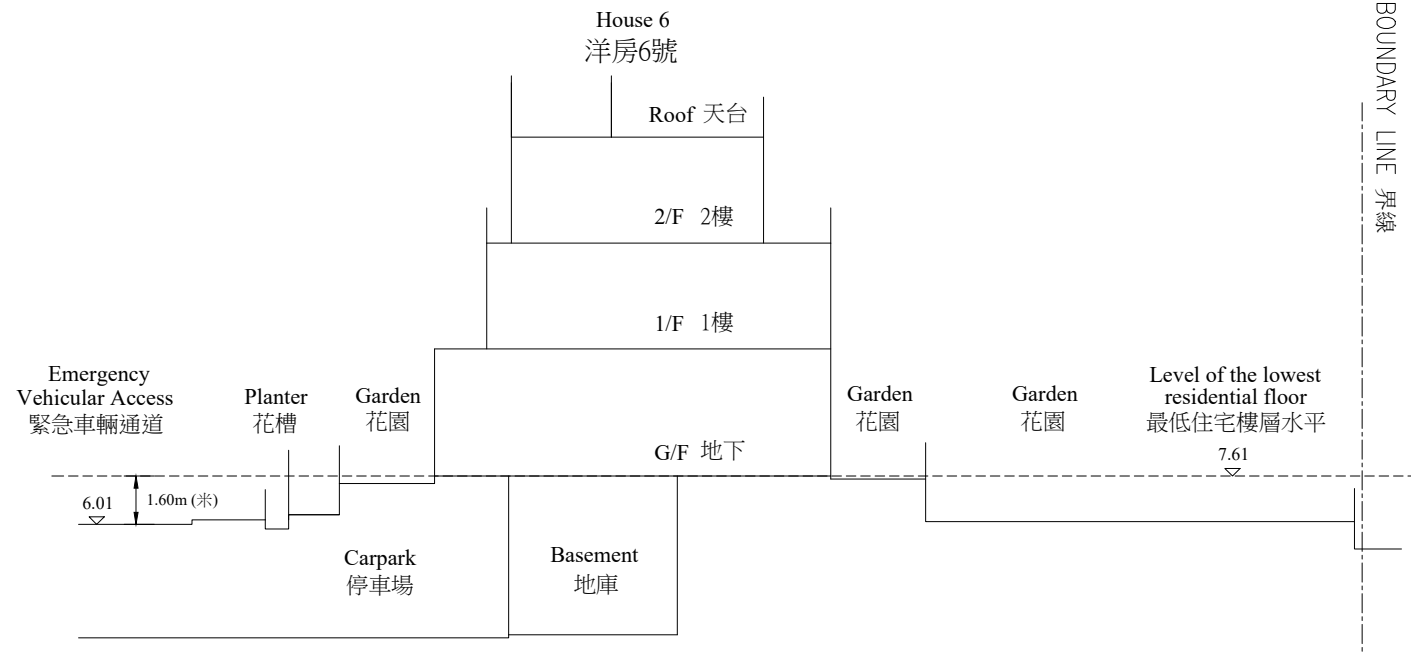 House 6
洋房6號
BOUNDARY LINE 界線
Roof 天台
2/F 2樓
1/F 1樓
Emergency
Vehicular Access
緊急車輛通道
Planter
花槽
Garden
花園
G/F 地下
Garden
花園
Garden
花園
Level of the lowest
residential floor
最低住宅樓層水平
7.61
6.01
1.60m (米)
Carpark
停車場
Basement
地庫